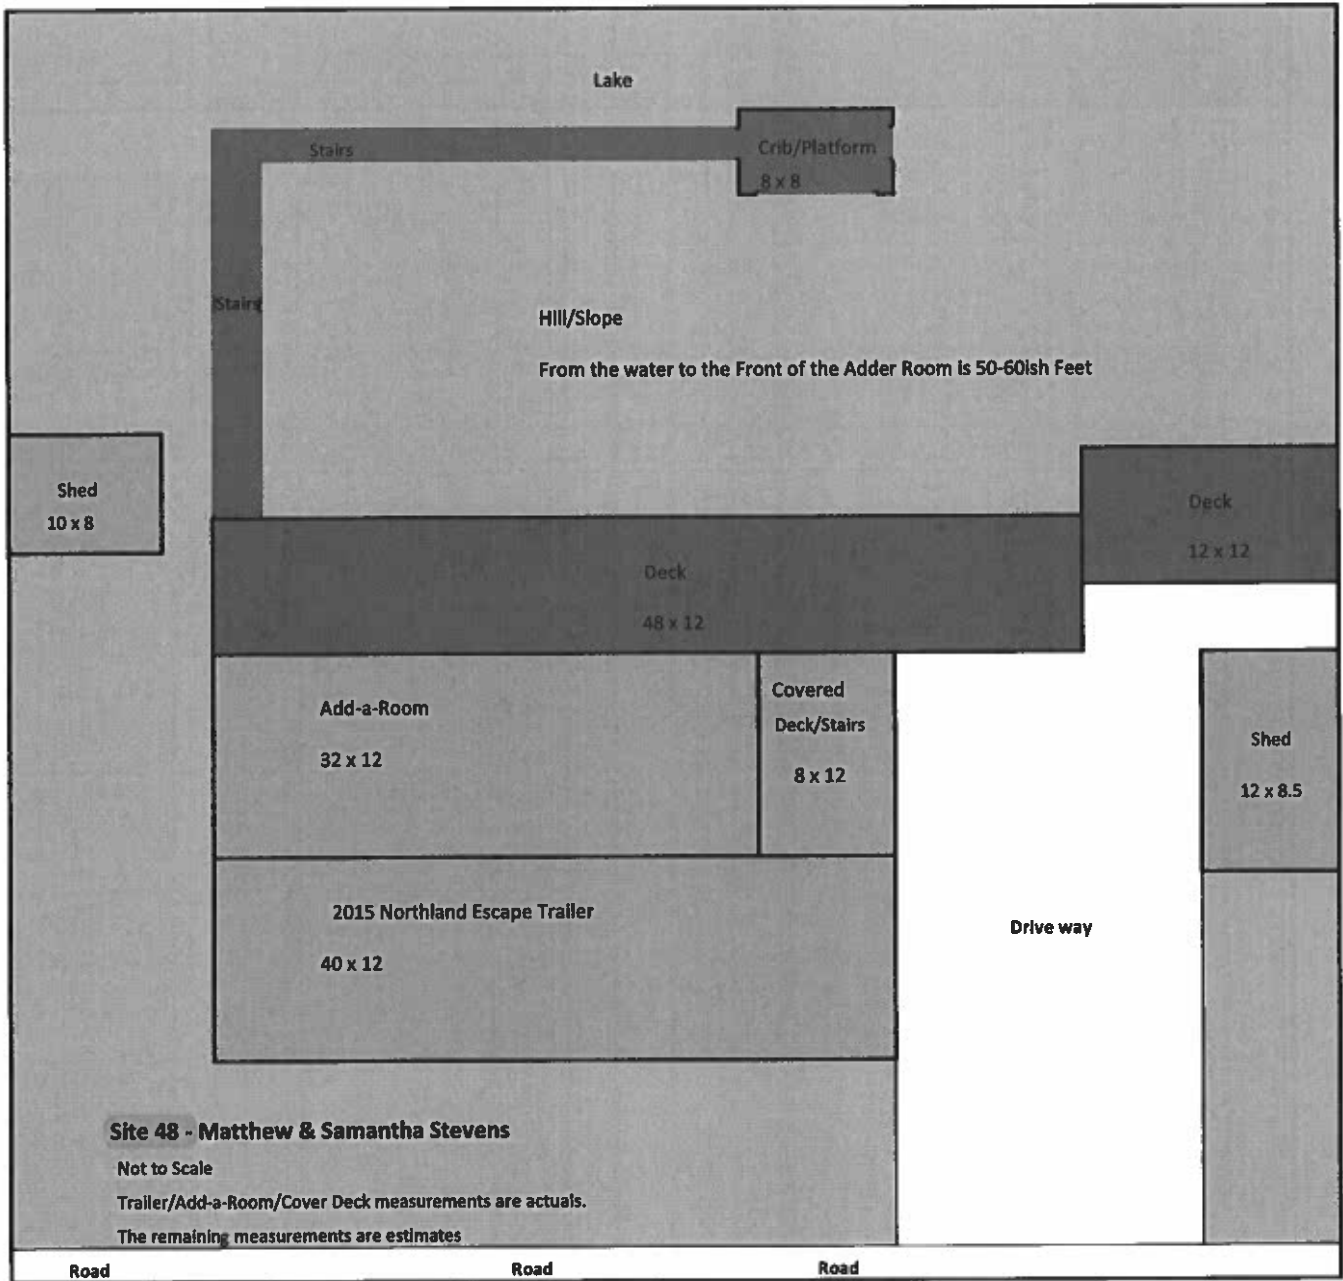 Lake
Stairs
Crib/Platform
8 x 8
Stairs
Hill/Slope
From the water to the Front of the Adder Room is 50-60ish Feet
Shed
10 x 8
Deck
12 x 12
Deck
48 x 12
Add-a-Room
32 x 12
Covered
Deck/Stairs
8 x 12
Shed
12 x 8.5
2015 Northland Escape Trailer
40 x 12
Drive way
Site 48 - Matthew & Samantha Stevens
Not to Scale
Trailer/Add-a-Room/Cover Deck measurements are actuals.
The remaining measurements are estimates
Road Road Road